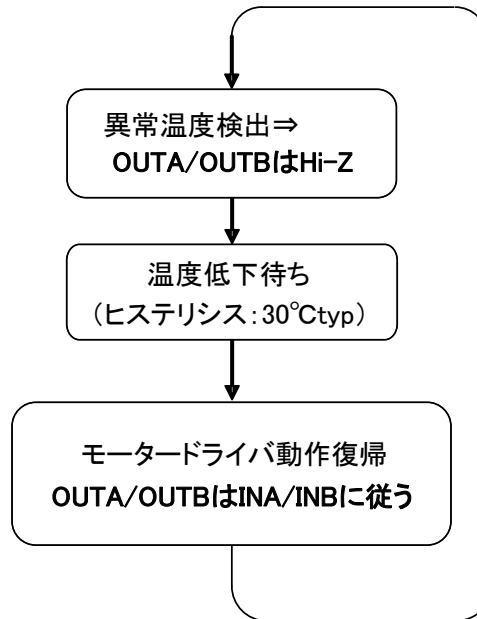 異常温度検出⇒
OUTA/OUTBはHi-Z
温度低下待ち
(ヒステリシス:30℃typ)
モータードライバ動作復帰
OUTA/OUTBはINA/INBに従う